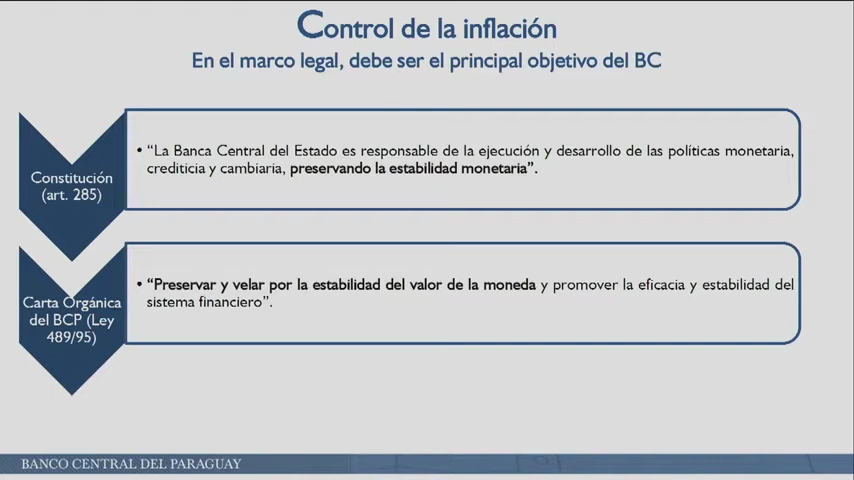 Control de la inflación
En el marco legal, debe ser el principal objetivo del BC
Constitución
(art. 285)
• “La Banca Central del Estado es responsable de la ejecución y desarrollo de las políticas monetaria,
crediticia y cambiaria, preservando la estabilidad monetaria”.
Carta Orgánica
del BCP (Ley
489/95)
• “Preservar y velar por la estabilidad del valor de la moneda y promover la eficacia y estabilidad del
sistema financiero”.
BANCO CENTRAL DEL PARAGUAY